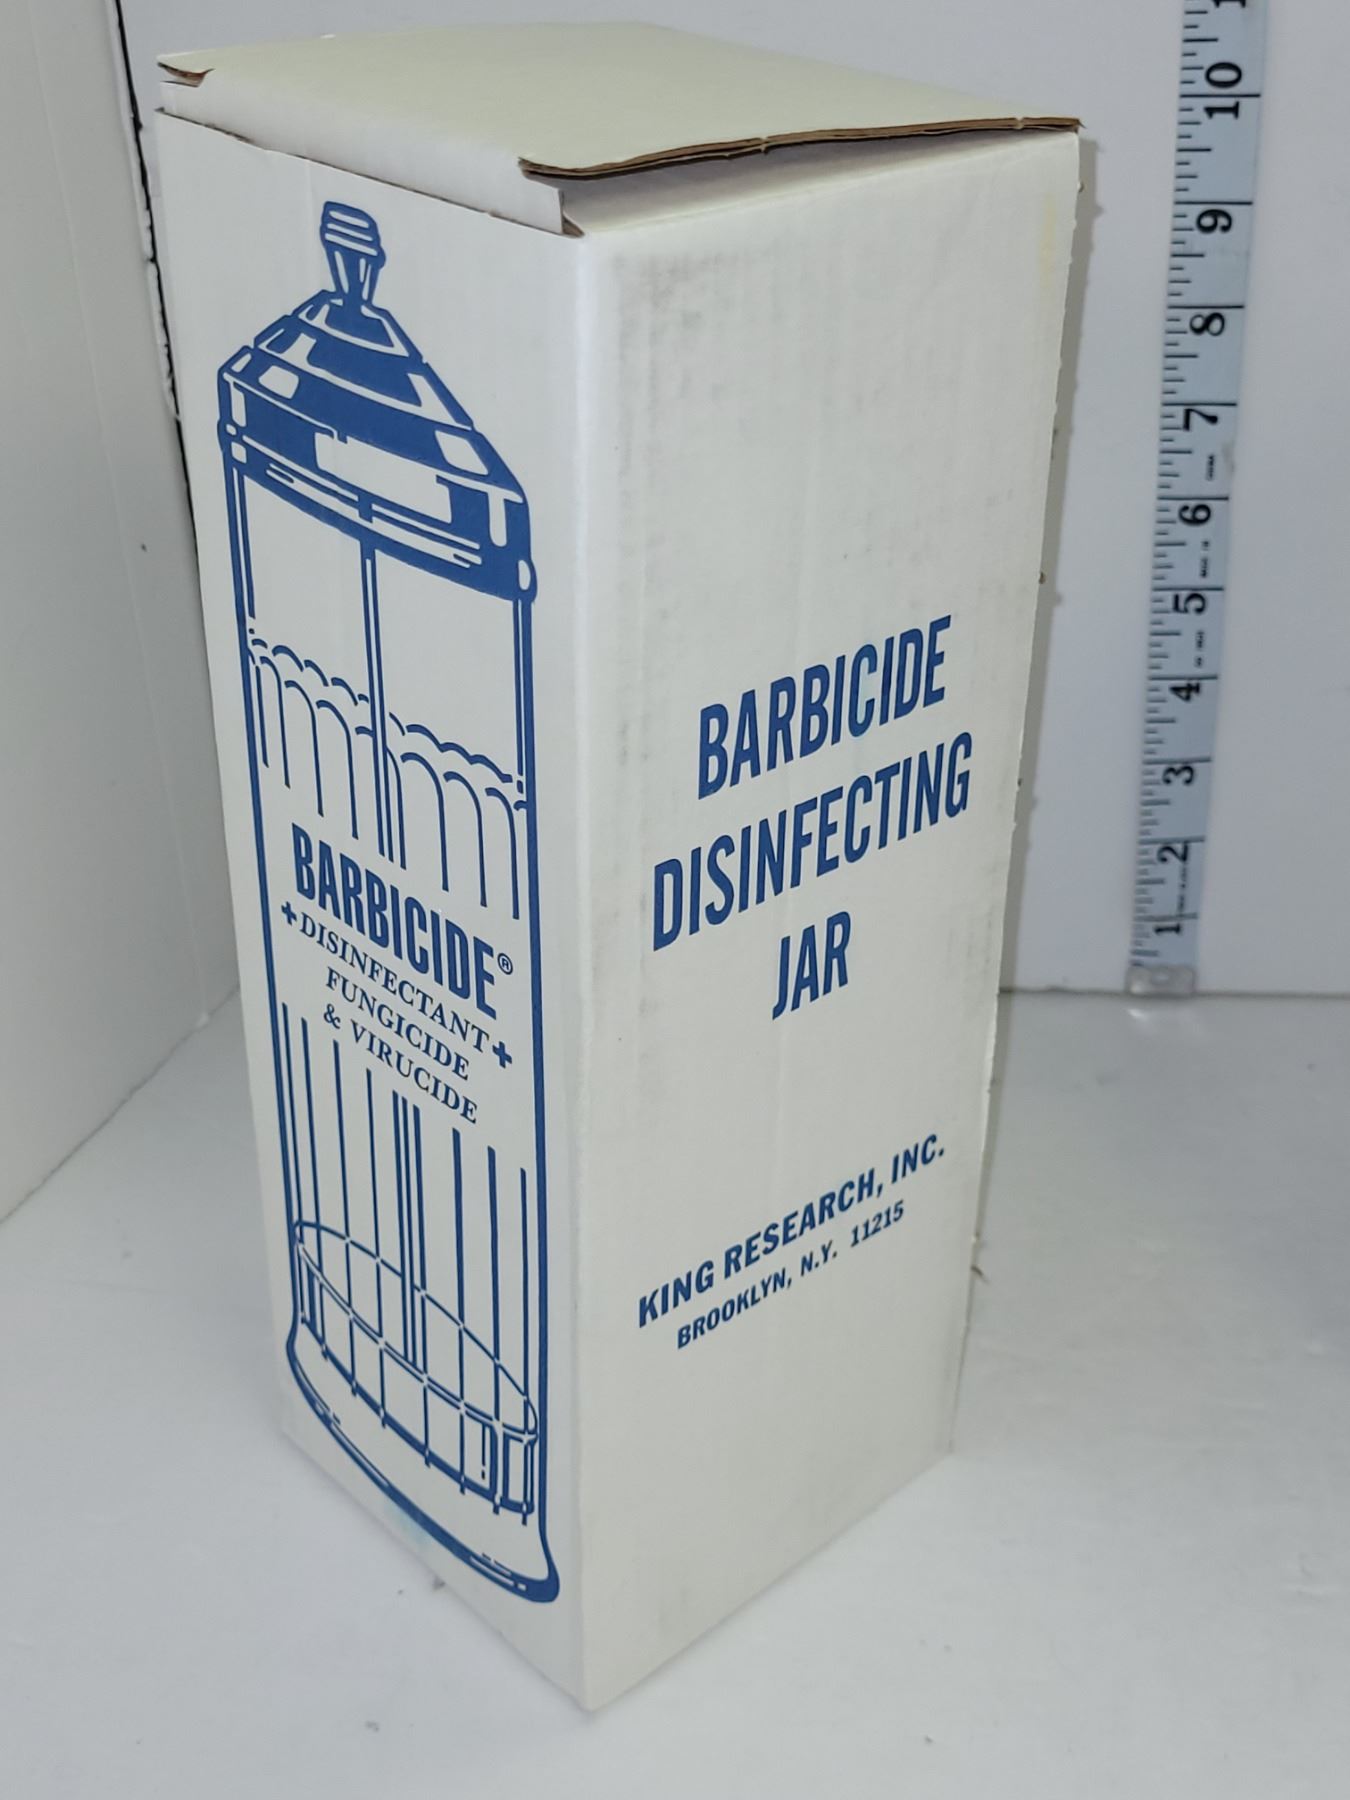 BARBICIDE®
+DISINFECTANT+
FUNGICIDE
& VIRUCIDE
BARBICIDE
DISINFECTING
JAR
KING RESEARCH, INC.
BROOKLYN, N.Y. 11215
10
9
8
7
6
5
4
3
2
1